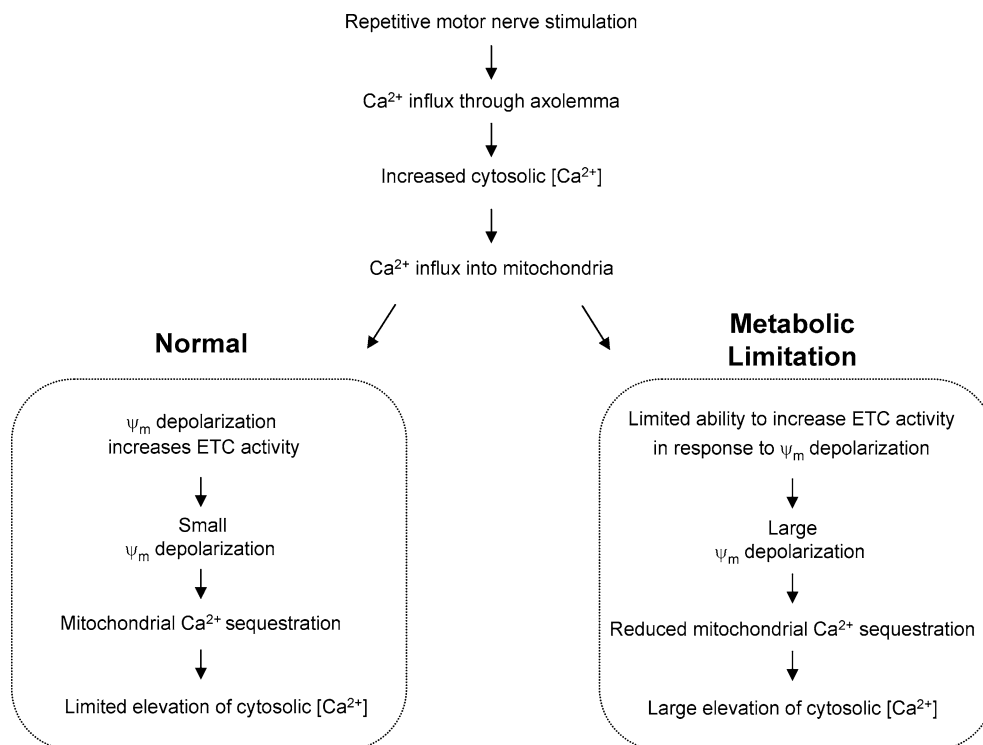 Repetitive motor nerve stimulation
Ca²⁺ influx through axolemma
Increased cytosolic [Ca²⁺]
Ca²⁺ influx into mitochondria
Normal
ψₘ depolarization
increases ETC activity
Small
ψₘ depolarization
Mitochondrial Ca²⁺ sequestration
Limited elevation of cytosolic [Ca²⁺]
Metabolic
Limitation
Limited ability to increase ETC activity
in response to ψₘ depolarization
Large
ψₘ depolarization
Reduced mitochondrial Ca²⁺ sequestration
Large elevation of cytosolic [Ca²⁺]